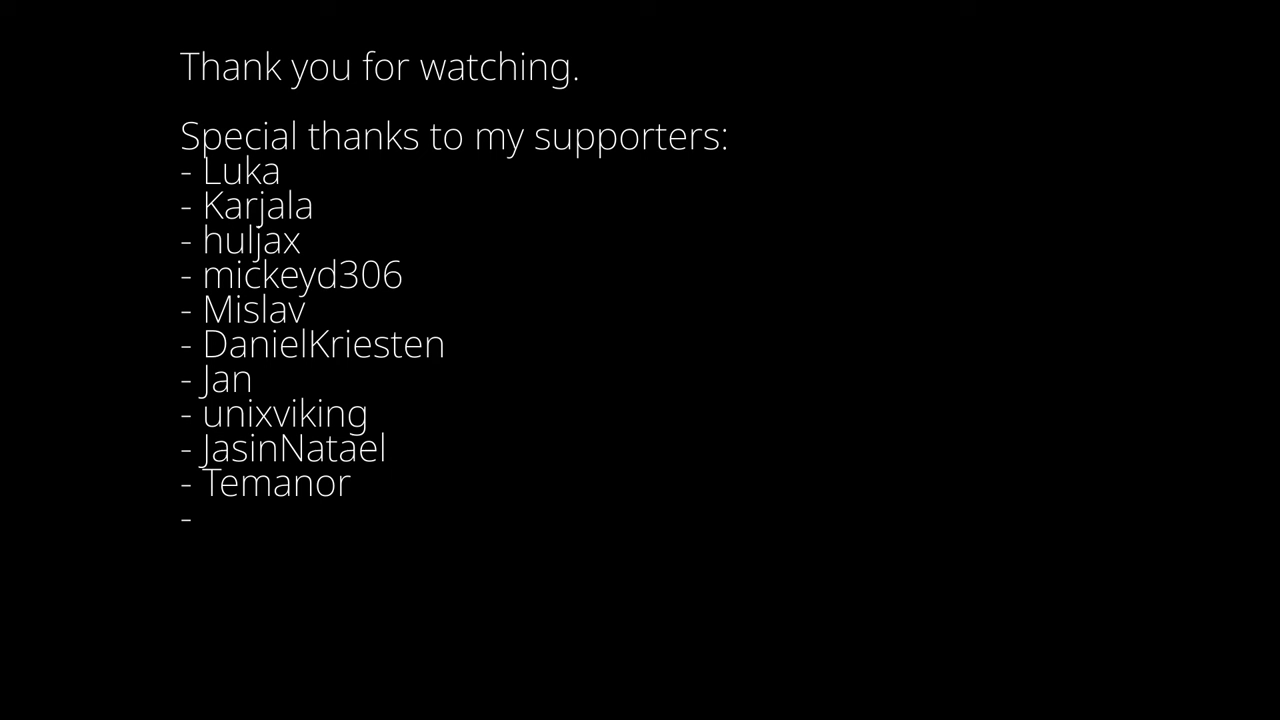 Thank you for watching.
Special thanks to my supporters:
- Luka
- Karjala
- huljax
- mickeyd306
- Mislav
- DanielKriesten
- Jan
- unixviking
- JasinNatael
- Temanor
-